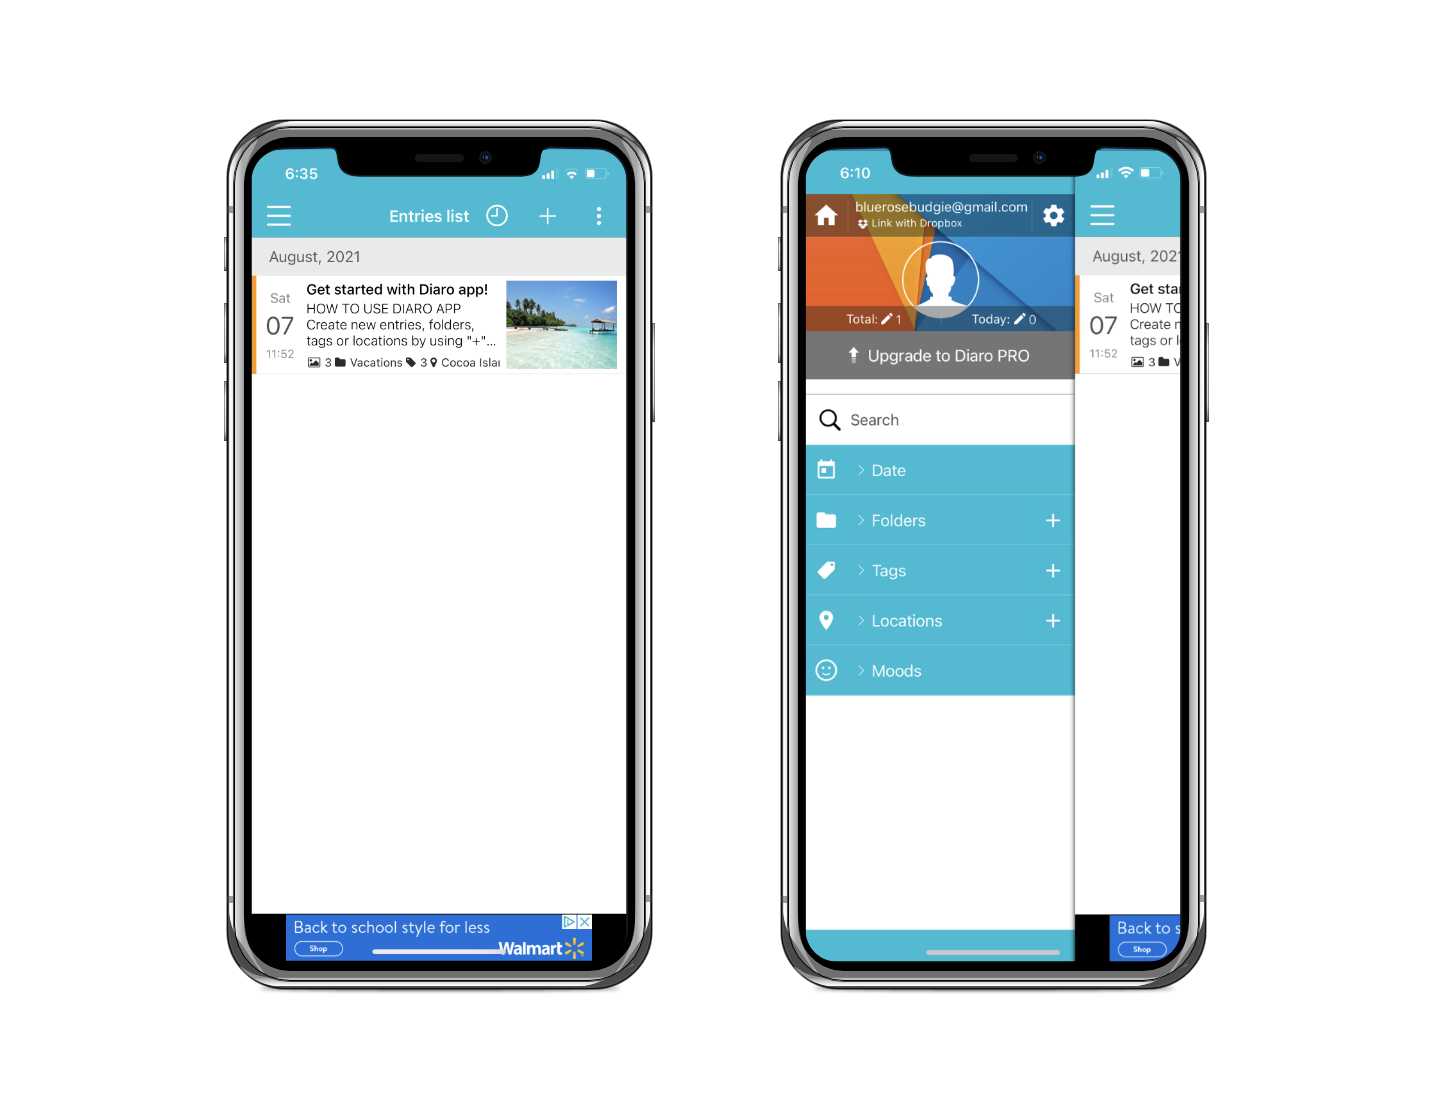 6:35
Entries list
August, 2021
Sat
07
11:52
Get started with Diaro app!
HOW TO USE DIARO APP
Create new entries, folders,
tags or locations by using "+"...
3 Vacations 3 Cocoa Islan
Back to school style for less
Shop
Walmart
6:10
bluerosebudgie@gmail.com
Link with Dropbox
Total: 1
Today: 0
Upgrade to Diaro PRO
Search
Date
Folders
Tags
Locations
Moods
August, 2021
Sat
07
11:52
Get sta
HOW TO
Create n
tags or l
3 V
Back to s
Shop